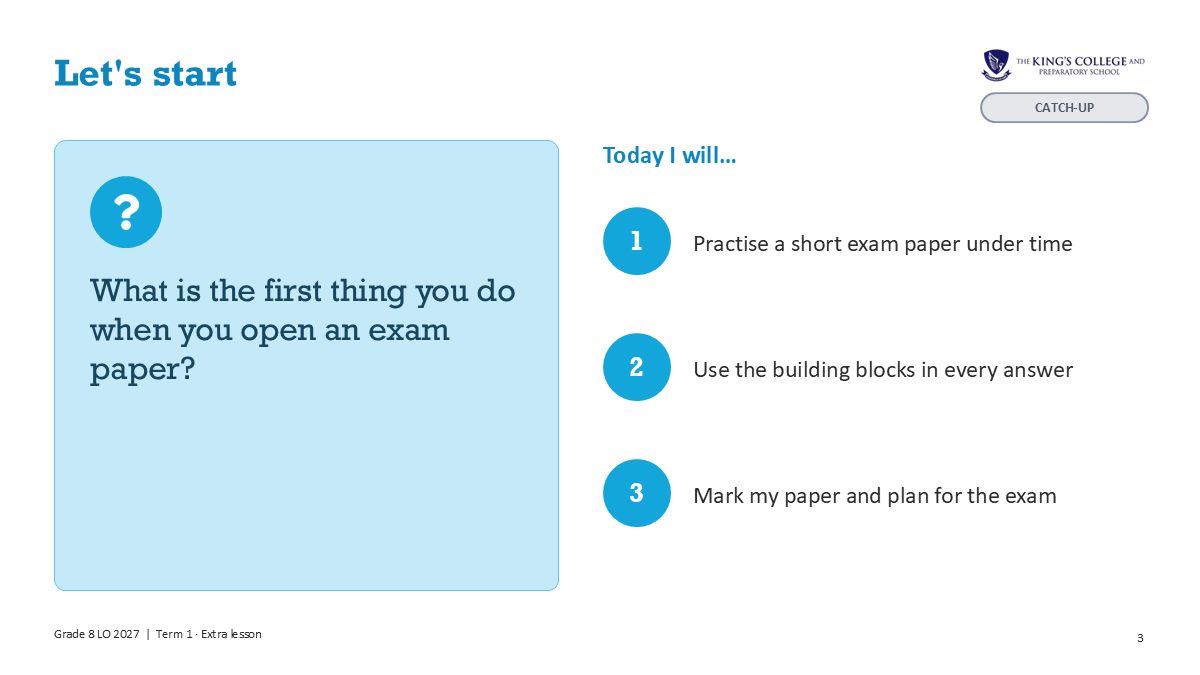 Let's start
THE KING'S COLLEGE AND
PREPARATORY SCHOOL
CATCH-UP
?
What is the first thing you do
when you open an exam
paper?
Today I will...
1
Practise a short exam paper under time
2
Use the building blocks in every answer
3
Mark my paper and plan for the exam
Grade 8 LO 2027 | Term 1 · Extra lesson
3